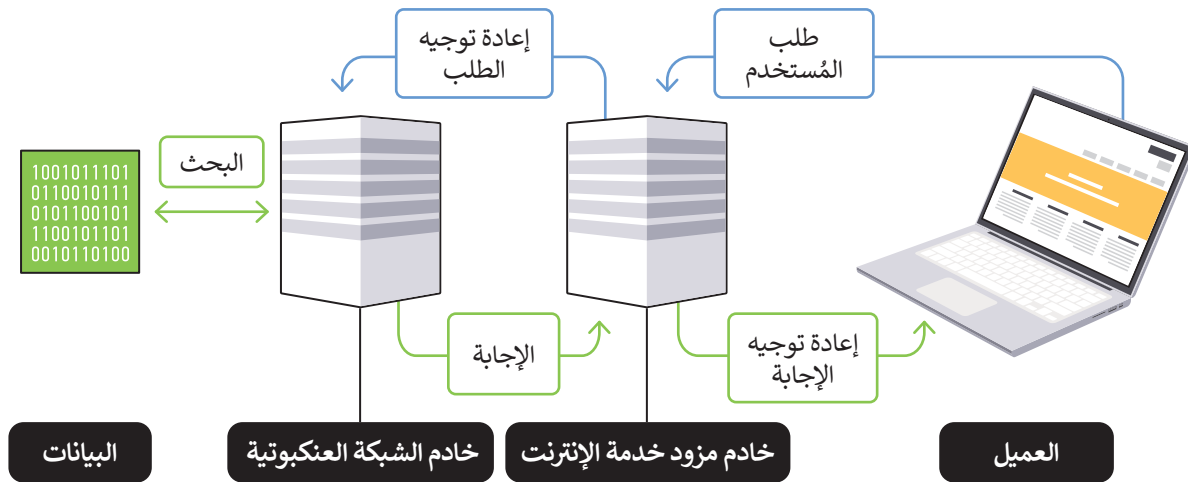 طلب
المُستخدم
إعادة توجيه
الطلب
البحث
1001011101
0110010111
0101100101
1100101101
0010110100
إعادة توجيه
الإجابة
الإجابة
العميل
خادم مزود خدمة الإنترنت
خادم الشبكة العنكبوتية
البيانات